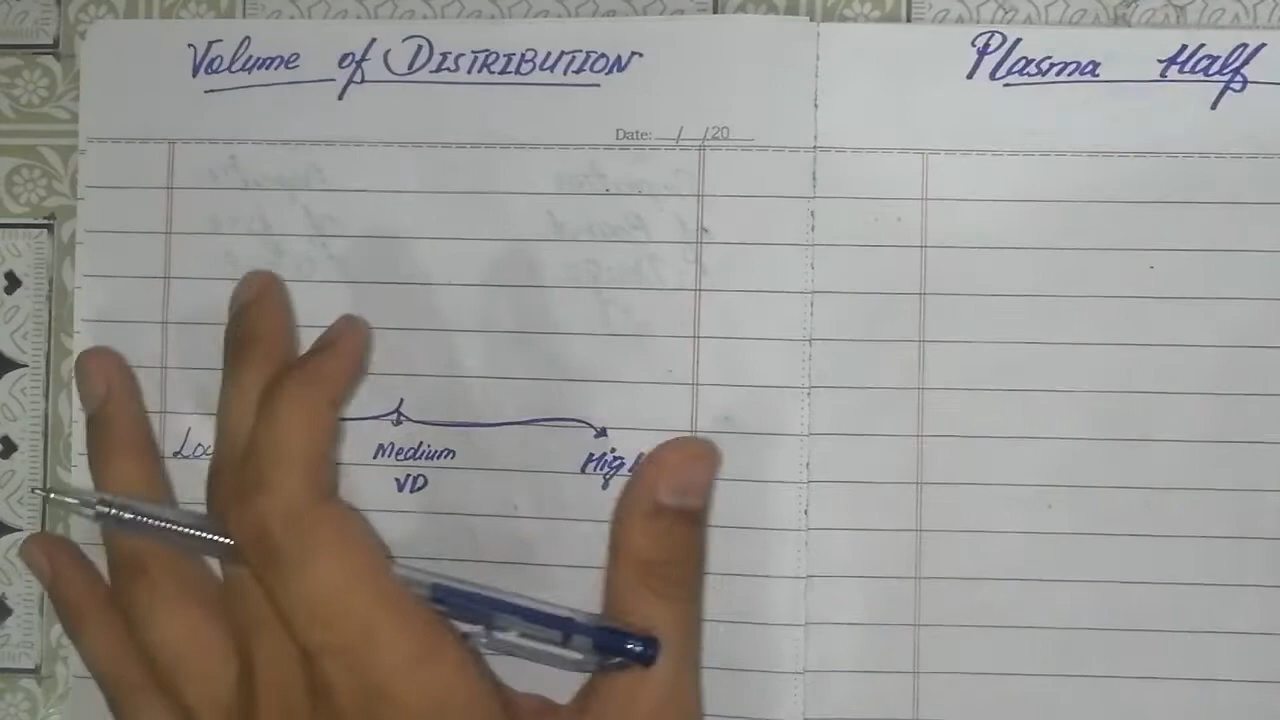 Volume of DISTRIBUTION
Plasma Half
Date: / /20
Medium
VD